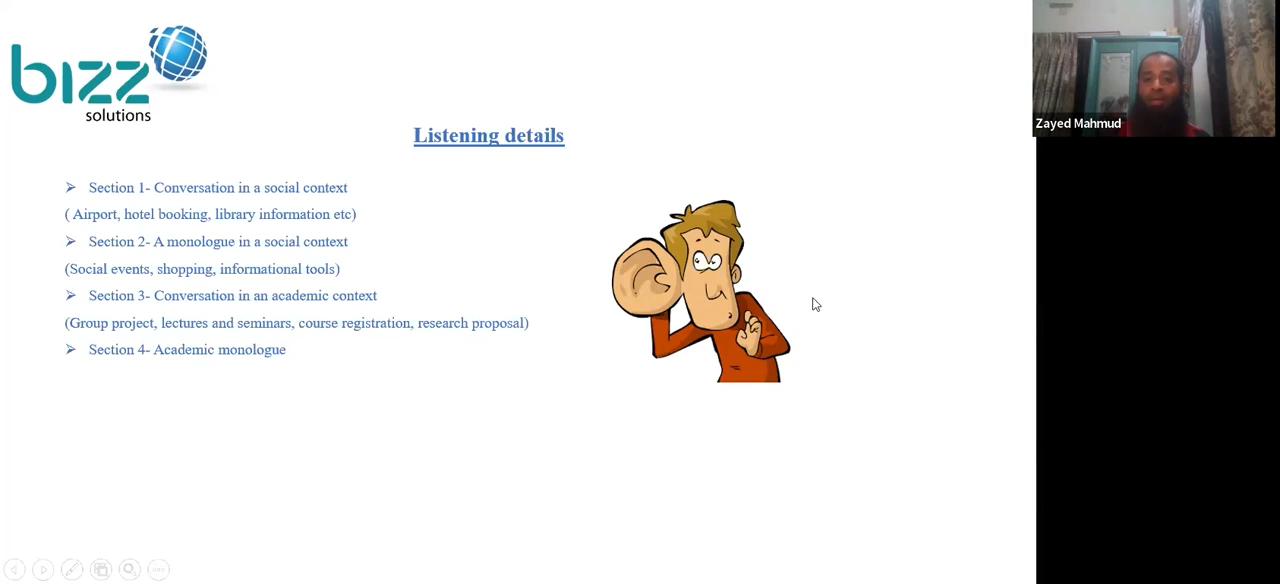 bizz
solutions
Zayed Mahmud
Listening details
➢ Section 1- Conversation in a social context
( Airport, hotel booking, library information etc)
➢ Section 2- A monologue in a social context
(Social events, shopping, informational tools)
➢ Section 3- Conversation in an academic context
(Group project, lectures and seminars, course registration, research proposal)
➢ Section 4- Academic monologue